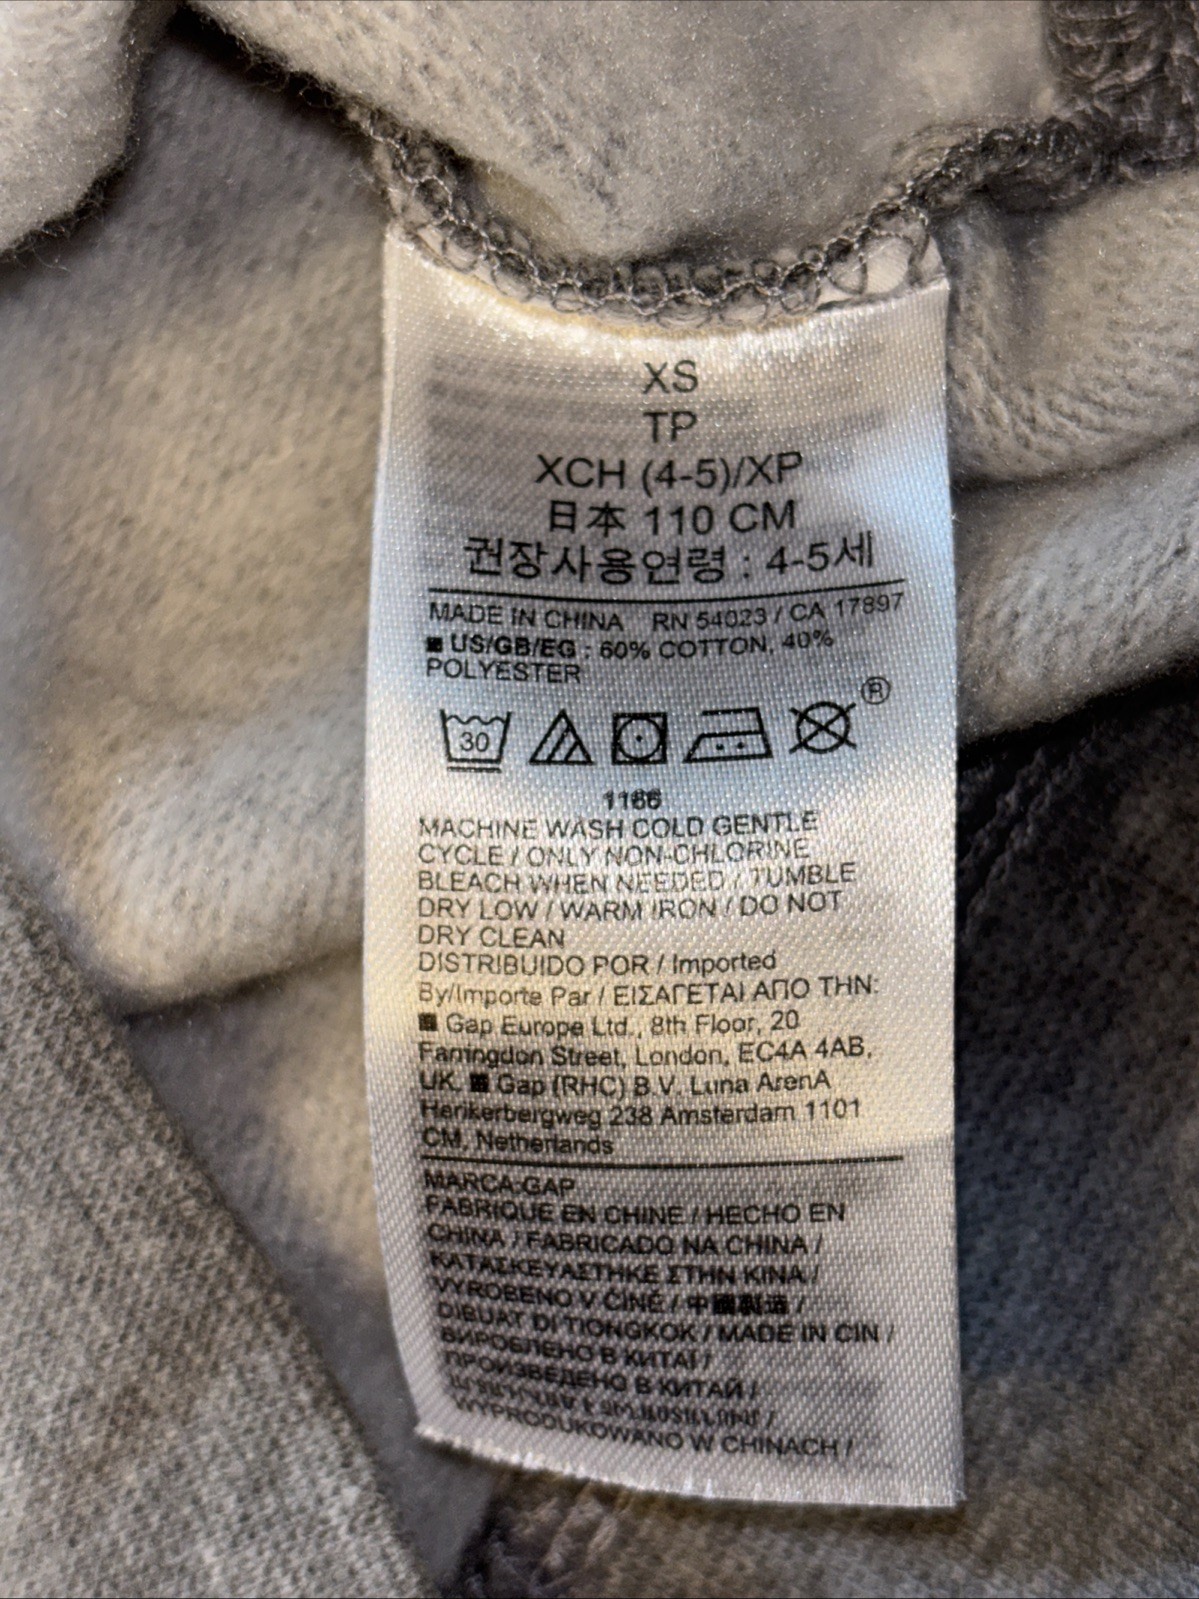 XS
TP
XCH (4-5)/XP
日本 110 CM
권장사용연령 : 4-5세
MADE IN CHINA RN 54023 / CA 17897
US/GB/EG : 60% COTTON, 40%
POLYESTER
®
30
1166
MACHINE WASH COLD GENTLE
CYCLE / ONLY NON-CHLORINE
BLEACH WHEN NEEDED / TUMBLE
DRY LOW / WARM IRON / DO NOT
DRY CLEAN
DISTRIBUIDO POR / Imported
By/Importe Par / ΕΙΣΑΓΕΤΑΙ ΑΠΟ ΤΗΝ:
Gap Europe Ltd., 8th Floor, 20
Farringdon Street, London, EC4A 4AB,
UK. Gap (RHC) B.V. Luna ArenA
Herikerbergweg 238 Amsterdam 1101
CM, Netherlands
MARCA:GAP
FABRIQUE EN CHINE / HECHO EN
CHINA / FABRICADO NA CHINA /
ΚΑΤΑΣΚΕΥΑΣΤΗΚΕ ΣΤΗΝ ΚΙΝΑ /
VYROBENO V ČÍNĚ / 中國製造 /
DIBUAT DI TIONGKOK / MADE IN CIN /
ВИРОБЛЕНО В КИТАЇ /
ПРОИЗВЕДЕНО В КИТАЙ /
WYPRODUKOWANO W CHINACH /